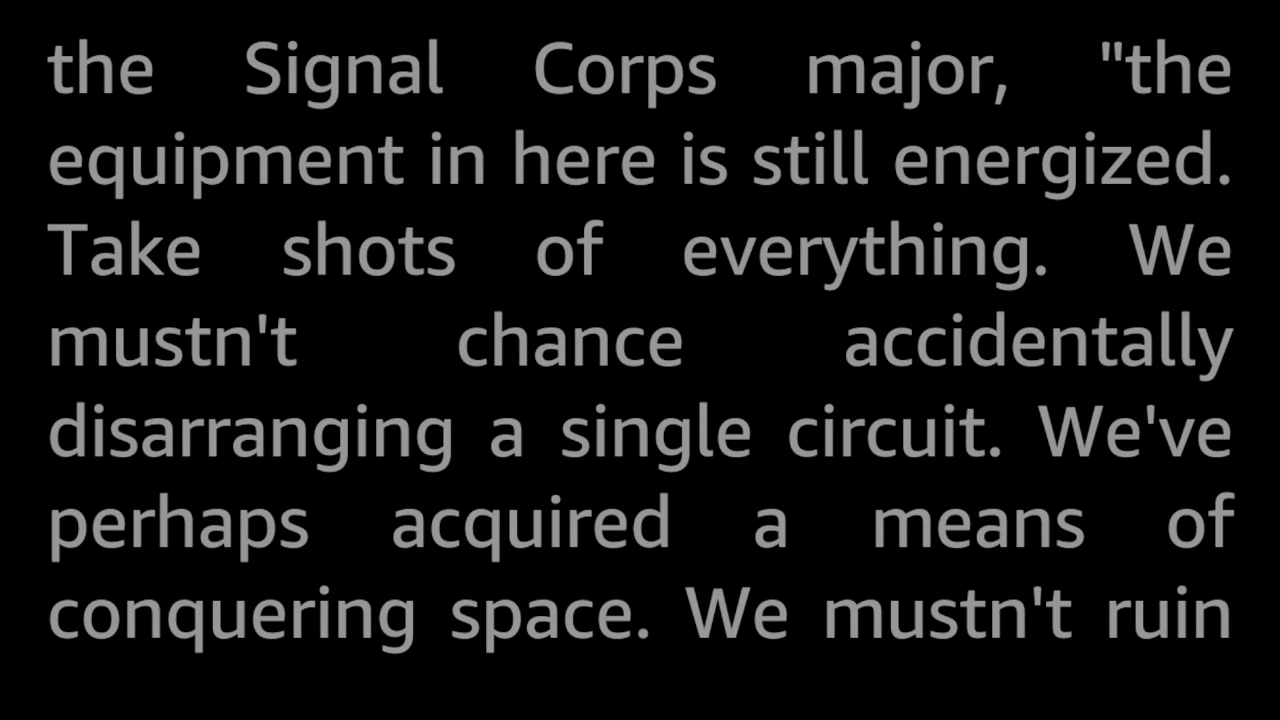 the Signal Corps major, "the
equipment in here is still energized.
Take shots of everything. We
mustn't chance accidentally
disarranging a single circuit. We've
perhaps acquired a means of
conquering space. We mustn't ruin